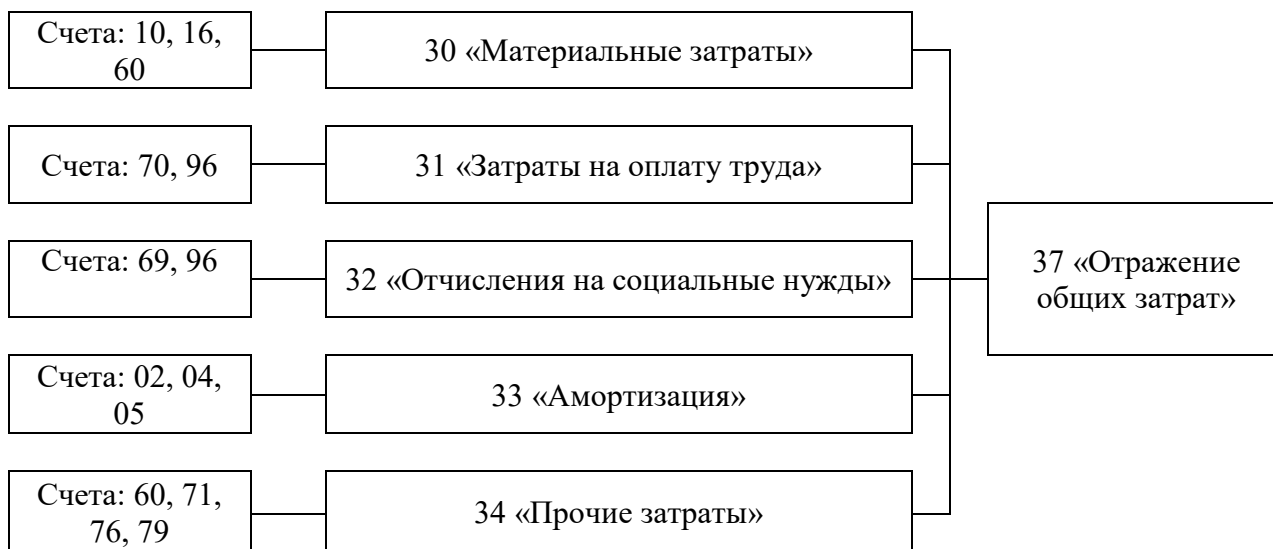 Счета: 10, 16,
60
30 «Материальные затраты»
Счета: 70, 96
31 «Затраты на оплату труда»
Счета: 69, 96
32 «Отчисления на социальные нужды»
37 «Отражение
общих затрат»
Счета: 02, 04,
05
33 «Амортизация»
Счета: 60, 71,
76, 79
34 «Прочие затраты»